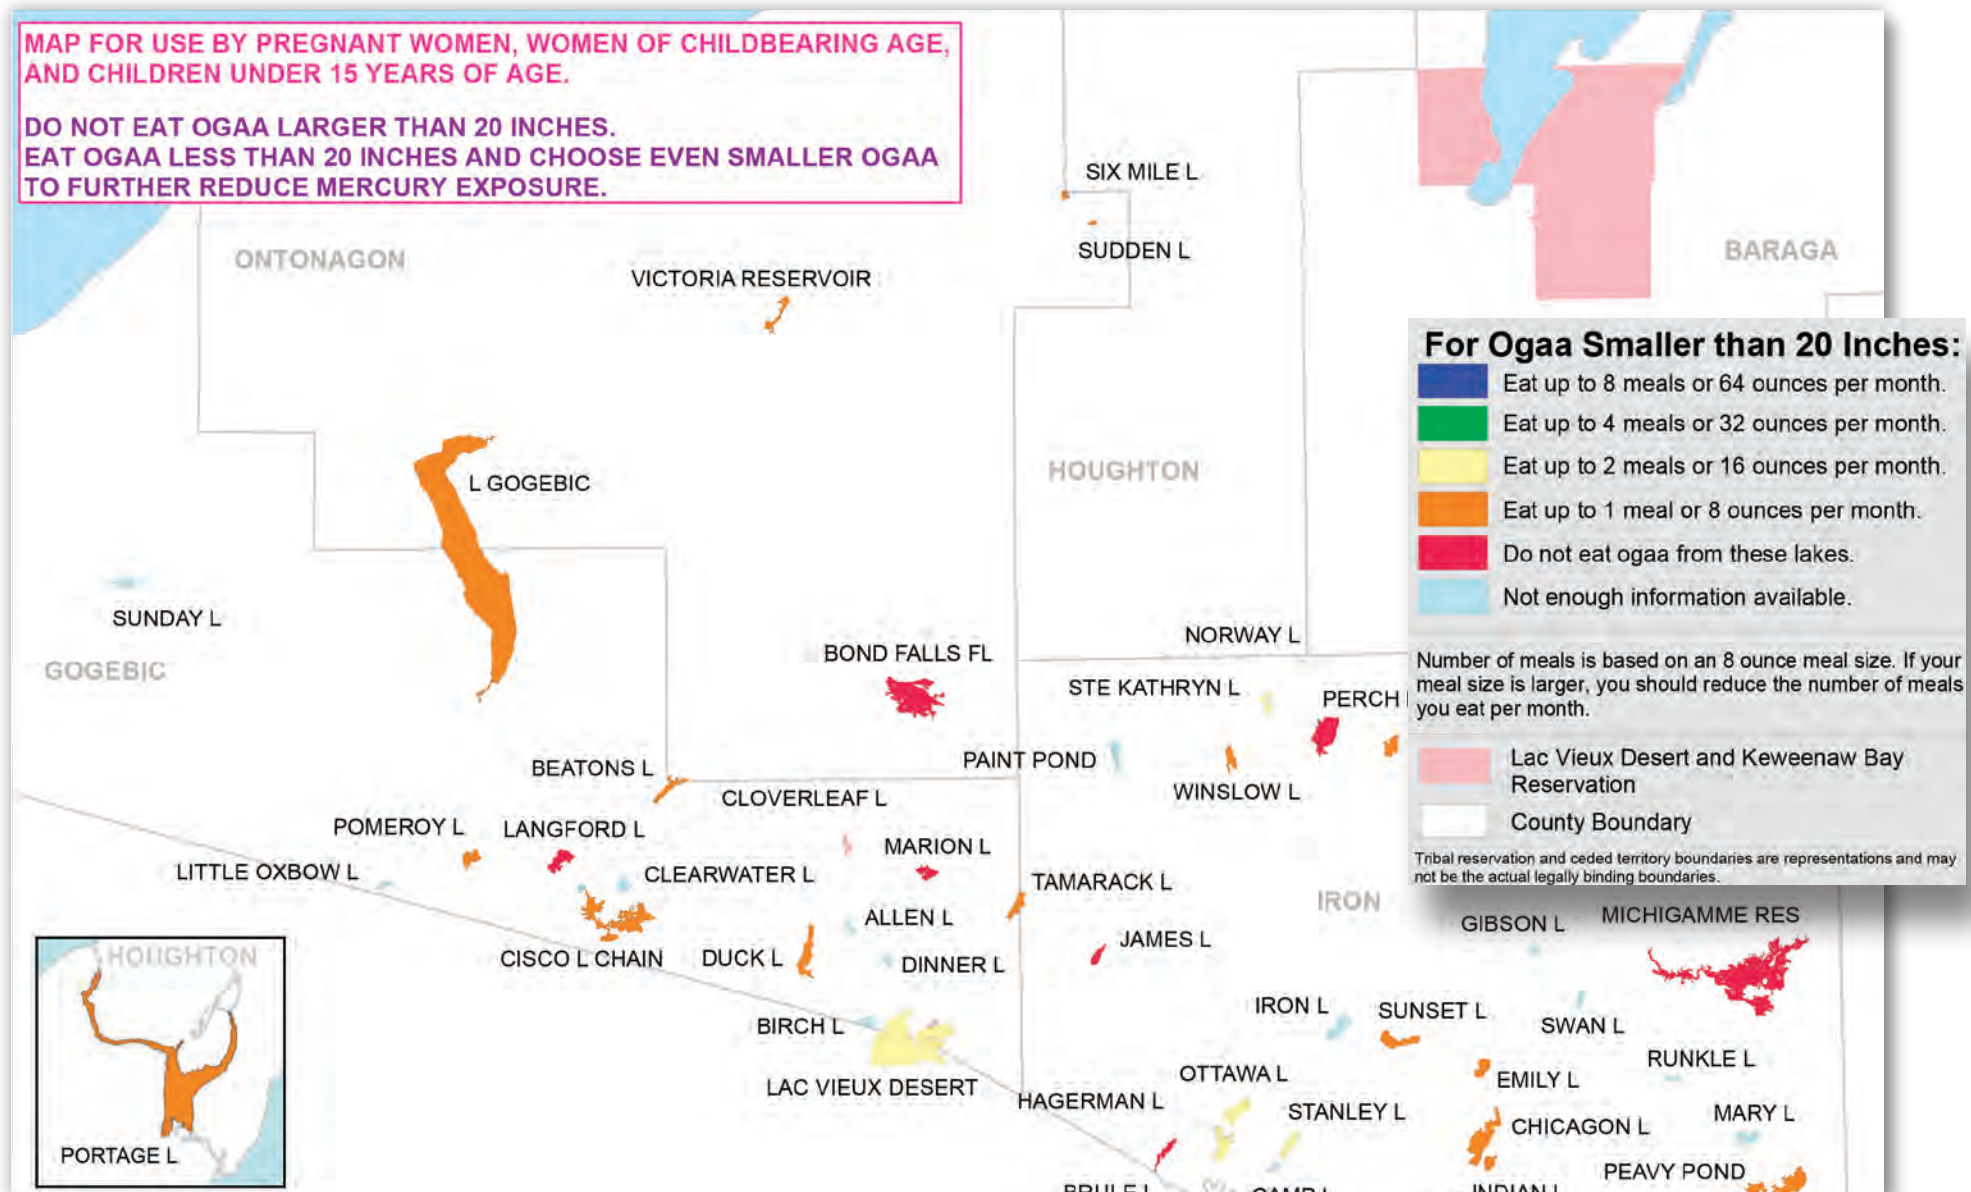 MAP FOR USE BY PREGNANT WOMEN, WOMEN OF CHILDBEARING AGE,
AND CHILDREN UNDER 15 YEARS OF AGE.
DO NOT EAT OGAA LARGER THAN 20 INCHES.
EAT OGAA LESS THAN 20 INCHES AND CHOOSE EVEN SMALLER OGAA
TO FURTHER REDUCE MERCURY EXPOSURE.
SIX MILE L
SUDDEN L
ONTONAGON
BARAGA
VICTORIA RESERVOIR
For Ogaa Smaller than 20 Inches:
Eat up to 8 meals or 64 ounces per month.
Eat up to 4 meals or 32 ounces per month.
Eat up to 2 meals or 16 ounces per month.
Eat up to 1 meal or 8 ounces per month.
Do not eat ogaa from these lakes.
Not enough information available.
Number of meals is based on an 8 ounce meal size. If your
meal size is larger, you should reduce the number of meals
you eat per month.
Lac Vieux Desert and Keweenaw Bay
Reservation
County Boundary
Tribal reservation and ceded territory boundaries are representations and may
not be the actual legally binding boundaries.
HOUGHTON
L GOGEBIC
SUNDAY L
GOGEBIC
NORWAY L
BOND FALLS FL
STE KATHRYN L
PERCH
PAINT POND
WINSLOW L
BEATONS L
CLOVERLEAF L
POMEROY L
LANGFORD L
MARION L
LITTLE OXBOW L
CLEARWATER L
TAMARACK L
IRON
ALLEN L
GIBSON L
MICHIGAMME RES
JAMES L
CISCO L CHAIN
DUCK L
DINNER L
HOUGHTON
IRON L
SUNSET L
SWAN L
BIRCH L
RUNKLE L
OTTAWA L
EMILY L
LAC VIEUX DESERT
HAGERMAN L
STANLEY L
MARY L
CHICAGON L
PORTAGE L
PEAVY POND
BRULE L
CAMP L
INDIAN L